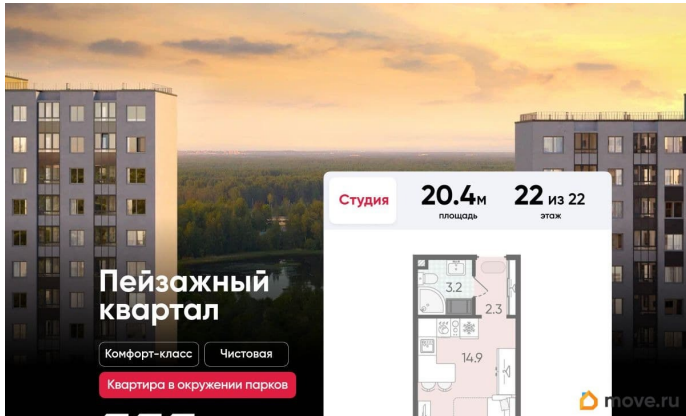 Студия
20.4м
площадь
22 из 22
этаж
Пейзажный
квартал
Комфорт-класс
Чистовая
Квартира в окружении парков
3.2
2.3
14.9
move.ru